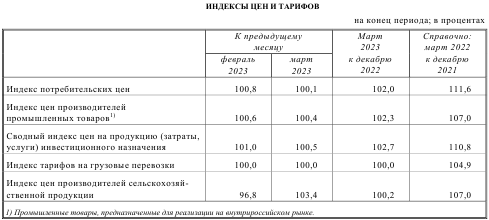 ИНДЕКСЫ ЦЕН И ТАРИФОВ
на конец периода; в процентах
К предыдущему месяцу Март 2023 к декабрю 2022 Справочно: март 2022 к декабрю 2021
февраль 2023 март 2023
Индекс потребительских цен 100,8 100,1 102,0 111,6
Индекс цен производителей
промышленных товаров1) 100,6 100,4 102,3 107,0
Сводный индекс цен на продукцию (затраты,
услуги) инвестиционного назначения 101,0 100,5 102,7 110,8
Индекс тарифов на грузовые перевозки 100,0 100,0 100,0 104,9
Индекс цен производителей сельскохозяй-
ственной продукции 96,8 103,4 100,2 107,0
1) Промышленные товары, предназначенные для реализации на внутрироссийском рынке.